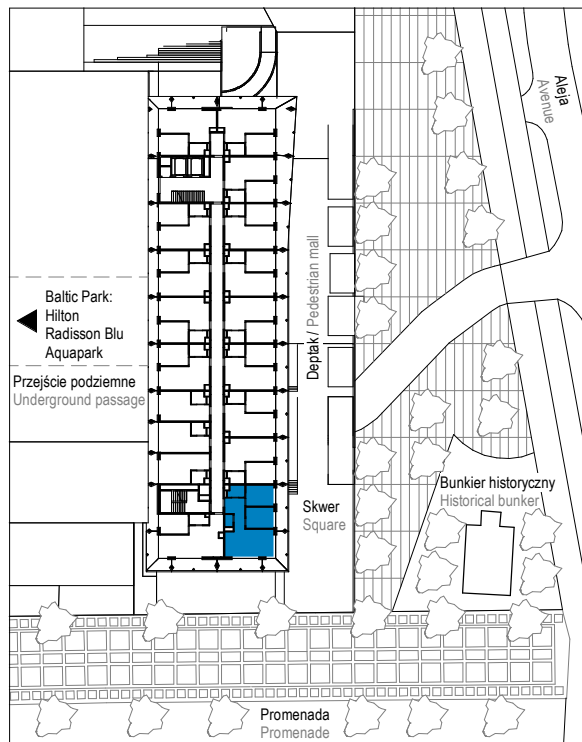 Aleja
Avenue
Baltic Park:
Hilton
Radisson Blu
Aquapark
Przejście podziemne
Underground passage
Deptak / Pedestrian mall
Bunkier historyczny
Historical bunker
Skwer
Square
Promenada
Promenade